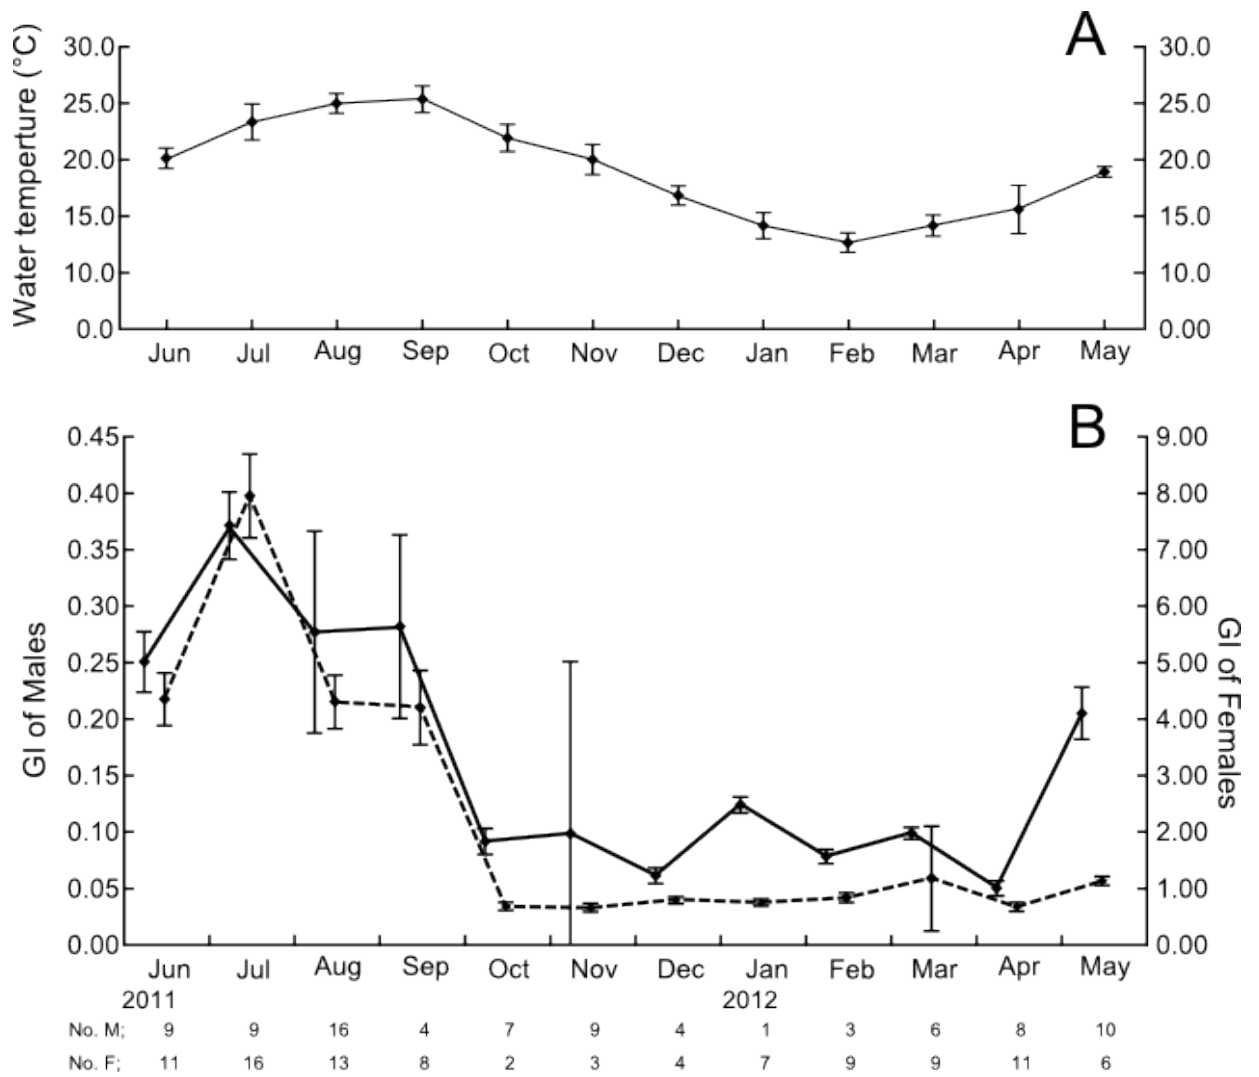 A
Water temperture (°C)
30.0 30.0
25.0 25.0
20.0 20.0
15.0 15.0
10.0 10.0
0.0 0.00
Jun Jul Aug Sep Oct Nov Dec Jan Feb Mar Apr May
B
GI of Males
GI of Females
0.45 9.00
0.40 8.00
0.35 7.00
0.30 6.00
0.25 5.00
0.20 4.00
0.15 3.00
0.10 2.00
0.05 1.00
0.00 0.00
Jun Jul Aug Sep Oct Nov Dec Jan Feb Mar Apr May
2011 2012
No. M; 9 9 16 4 7 9 4 1 3 6 8 10
No. F; 11 16 13 8 2 3 4 7 9 9 11 6